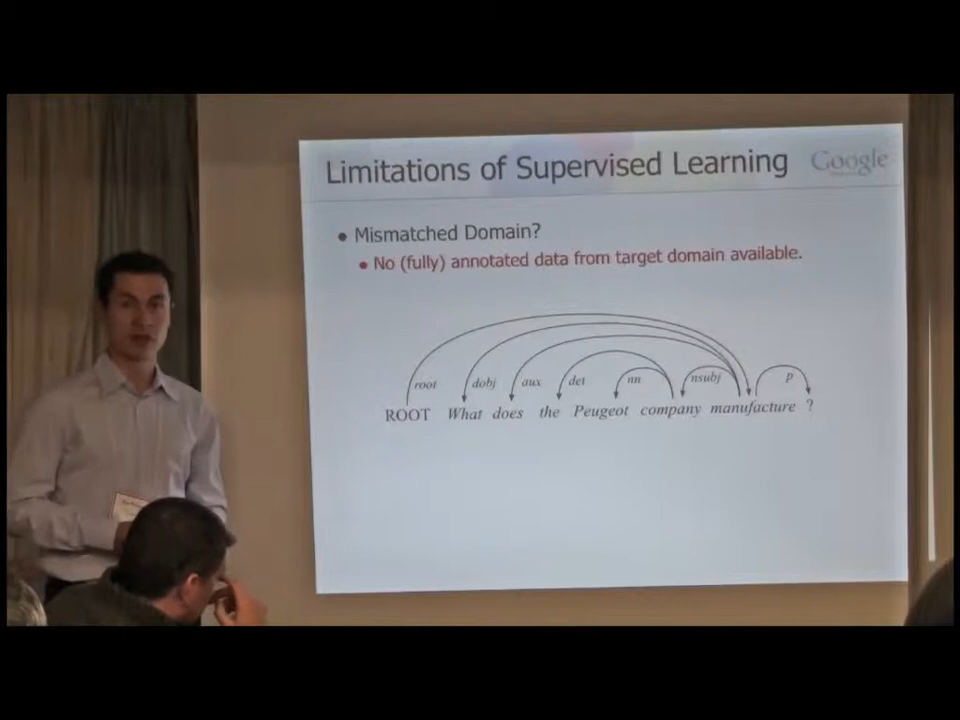 Limitations of Supervised Learning
Google
• Mismatched Domain?
• No (fully) annotated data from target domain available.
root dobj aux det nn nsubj p
ROOT What does the Peugeot company manufacture ?